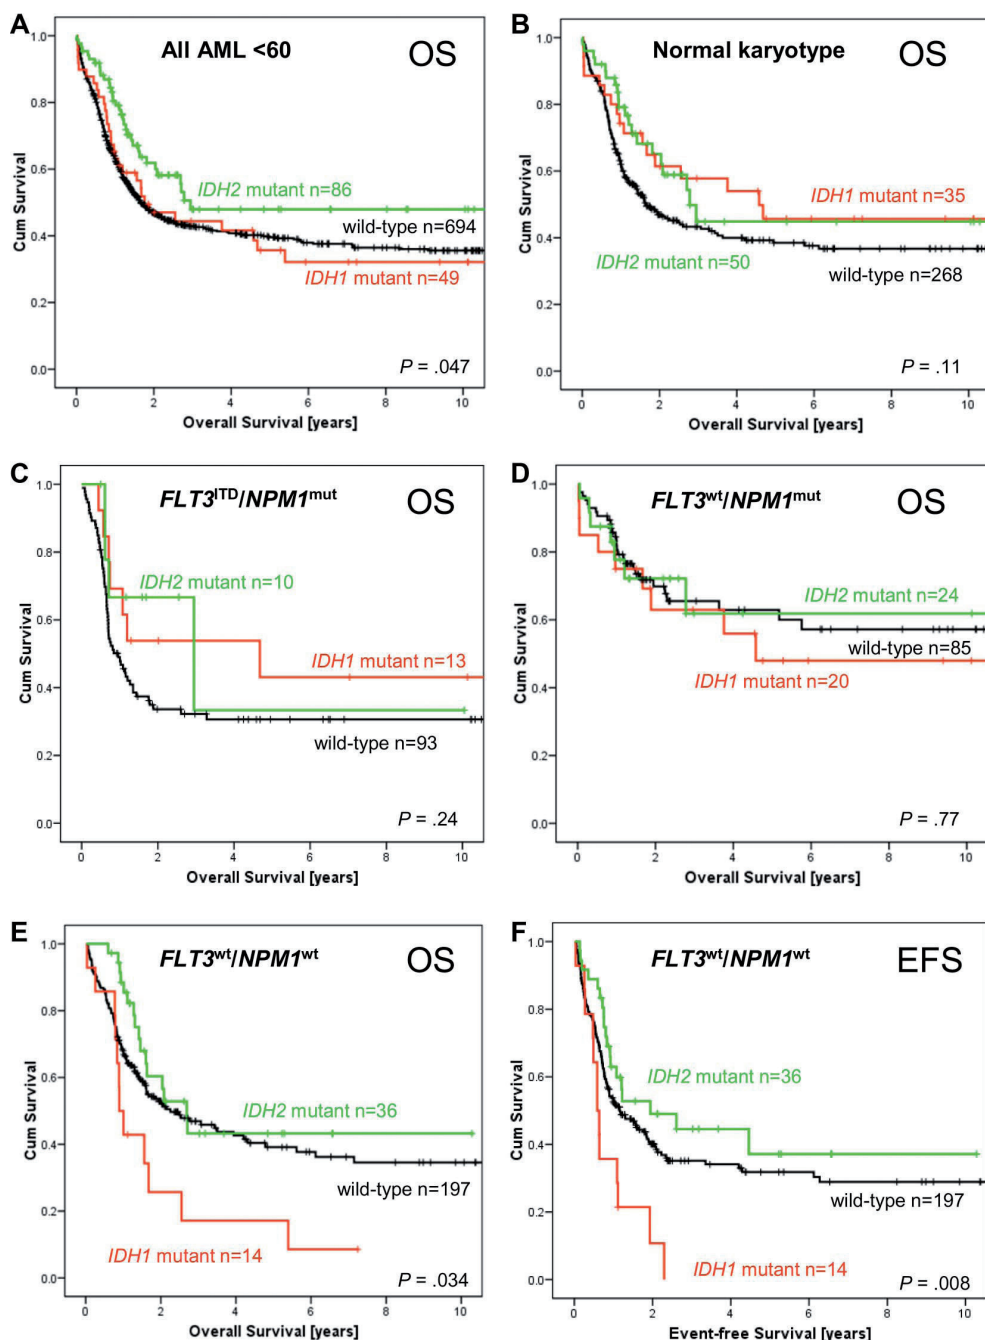 A
All AML <60
OS
Cum Survival
1.0
0.8
0.6
0.4
0.2
0.0
IDH2 mutant n=86
wild-type n=694
IDH1 mutant n=49
P = .047
0 2 4 6 8 10
Overall Survival [years]
B
Normal karyotype
OS
Cum Survival
1.0
0.8
0.6
0.4
0.2
0.0
IDH1 mutant n=35
IDH2 mutant n=50
wild-type n=268
P = .11
0 2 4 6 8 10
Overall Survival [years]
C
FLT3ITD/NPM1mut
OS
Cum Survival
1.0
0.8
0.6
0.4
0.2
0.0
IDH2 mutant n=10
IDH1 mutant n=13
wild-type n=93
P = .24
0 2 4 6 8 10
Overall Survival [years]
D
FLT3wt/NPM1mut
OS
Cum Survival
1.0
0.8
0.6
0.4
0.2
0.0
IDH2 mutant n=24
wild-type n=85
IDH1 mutant n=20
P = .77
0 2 4 6 8 10
Overall Survival [years]
E
FLT3wt/NPM1wt
OS
Cum Survival
1.0
0.8
0.6
0.4
0.2
0.0
IDH2 mutant n=36
wild-type n=197
IDH1 mutant n=14
P = .034
0 2 4 6 8 10
Overall Survival [years]
F
FLT3wt/NPM1wt
EFS
Cum Survival
1.0
0.8
0.6
0.4
0.2
0.0
IDH2 mutant n=36
wild-type n=197
IDH1 mutant n=14
P = .008
0 2 4 6 8 10
Event-free Survival [years]